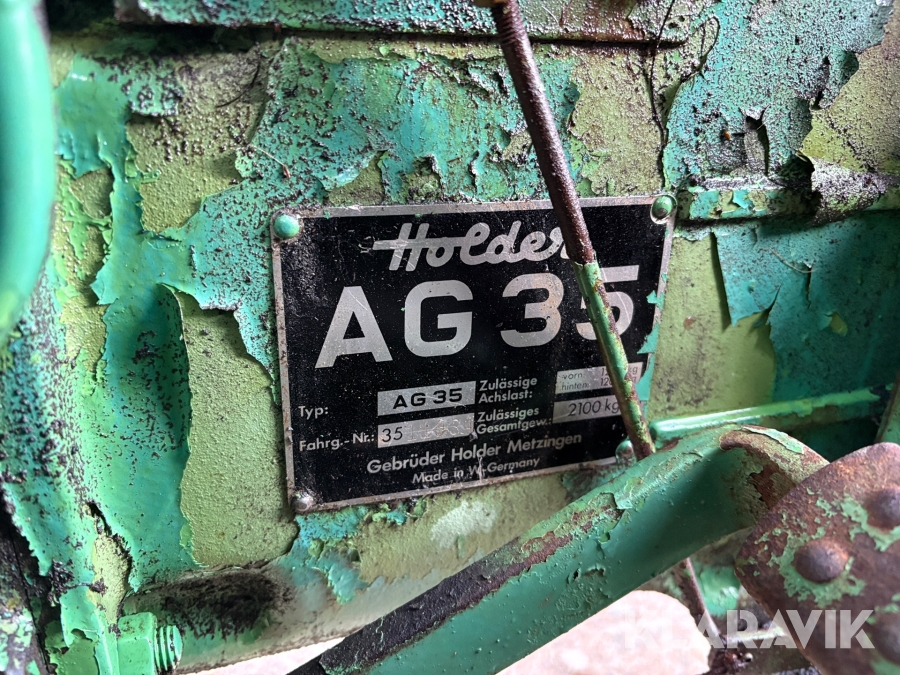 Holder
AG 35
Typ: AG 35
Zulässige Achslast: vorn kg
hinten
Fahrg.-Nr.: 35
Zulässiges Gesamtgew.: 2100 kg
Gebrüder Holder Metzingen
Made in W.-Germany
KLARAVIK